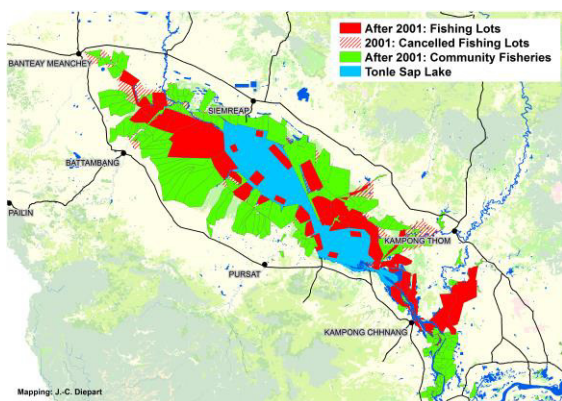 After 2001: Fishing Lots
2001: Cancelled Fishing Lots
After 2001: Community Fisheries
Tonle Sap Lake
BANTEAY MEANCHEY
SIEMREAP
BATTAMBANG
PAILIN
KAMPONG THOM
PURSAT
KAMPONG CHHNANG
Mapping: J.-C. Diepart